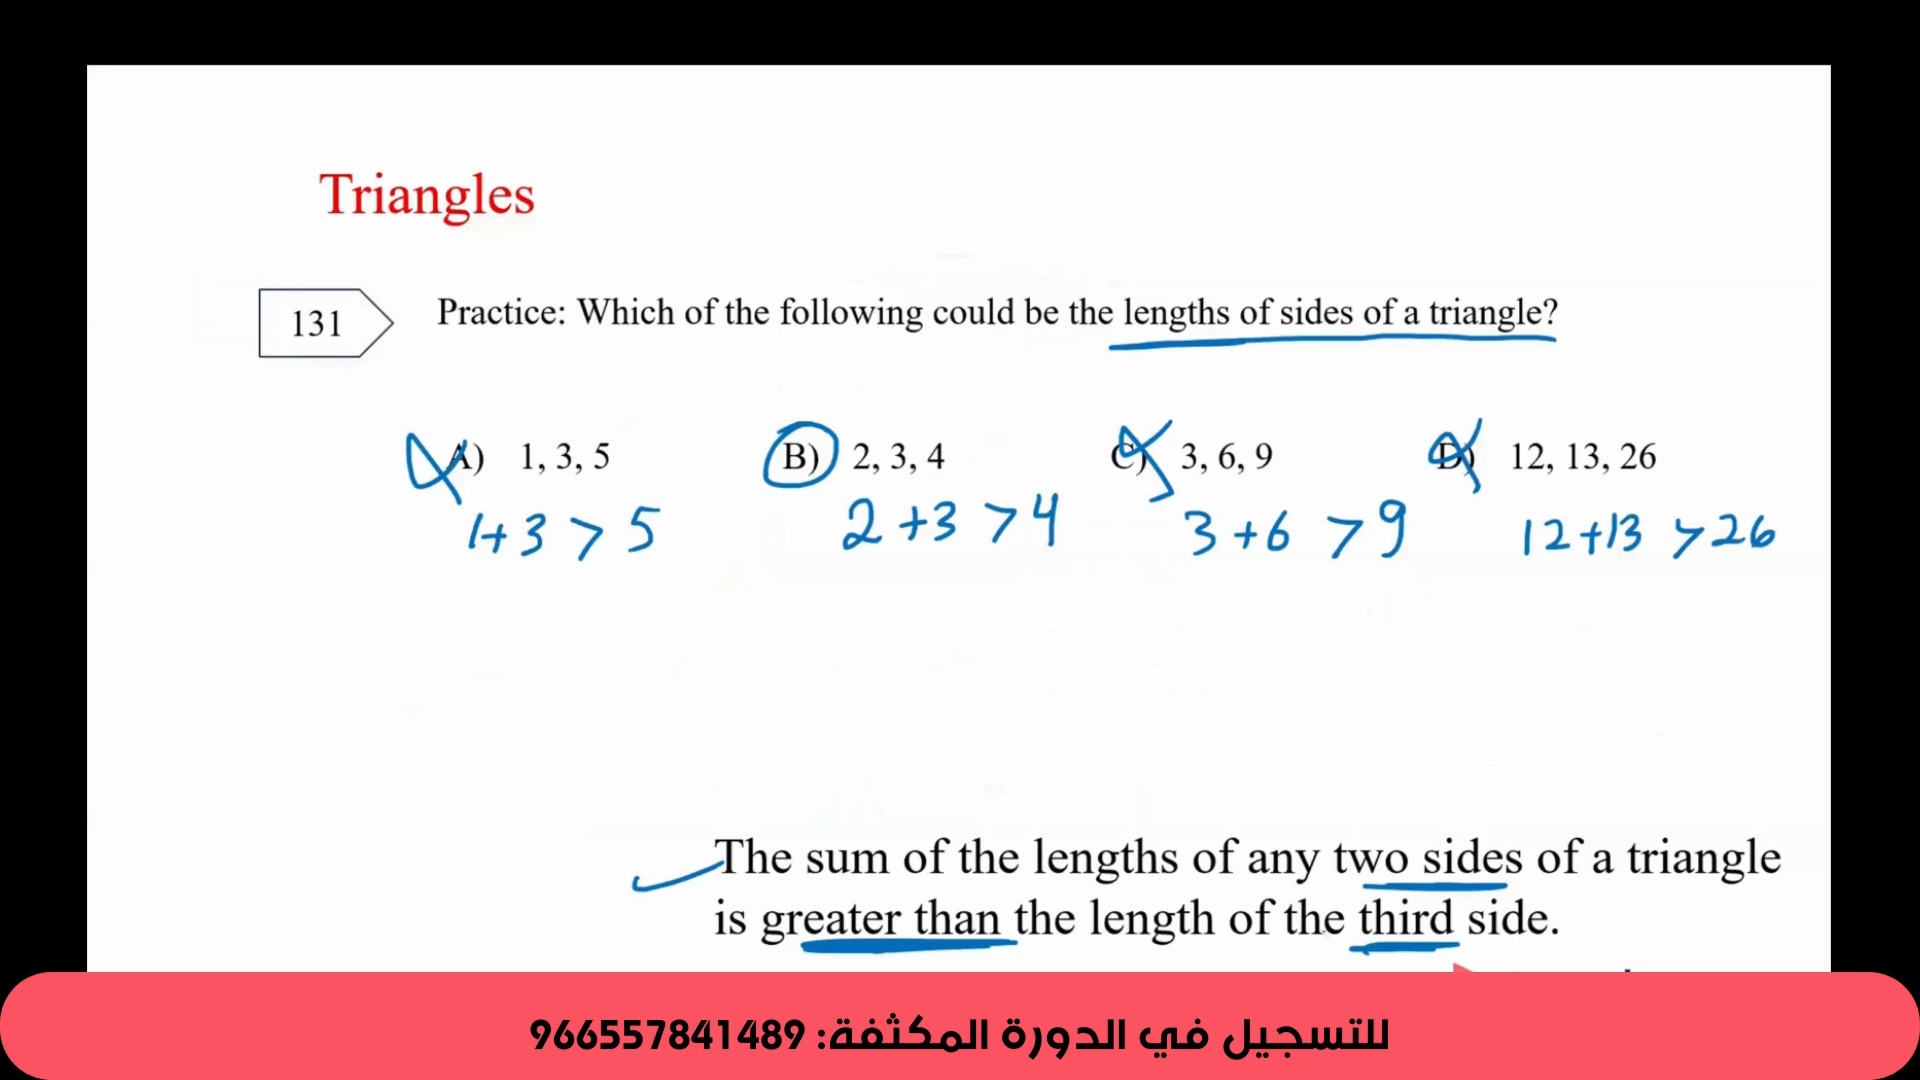 Triangles
131 Practice: Which of the following could be the lengths of sides of a triangle?
A) 1, 3, 5 B) 2, 3, 4 C) 3, 6, 9 D) 12, 13, 26
1+3 > 5 2+3 > 4 3+6 > 9 12+13 > 26
The sum of the lengths of any two sides of a triangle
is greater than the length of the third side.
للتسجيل في الدورة المكثفة: 966557841489